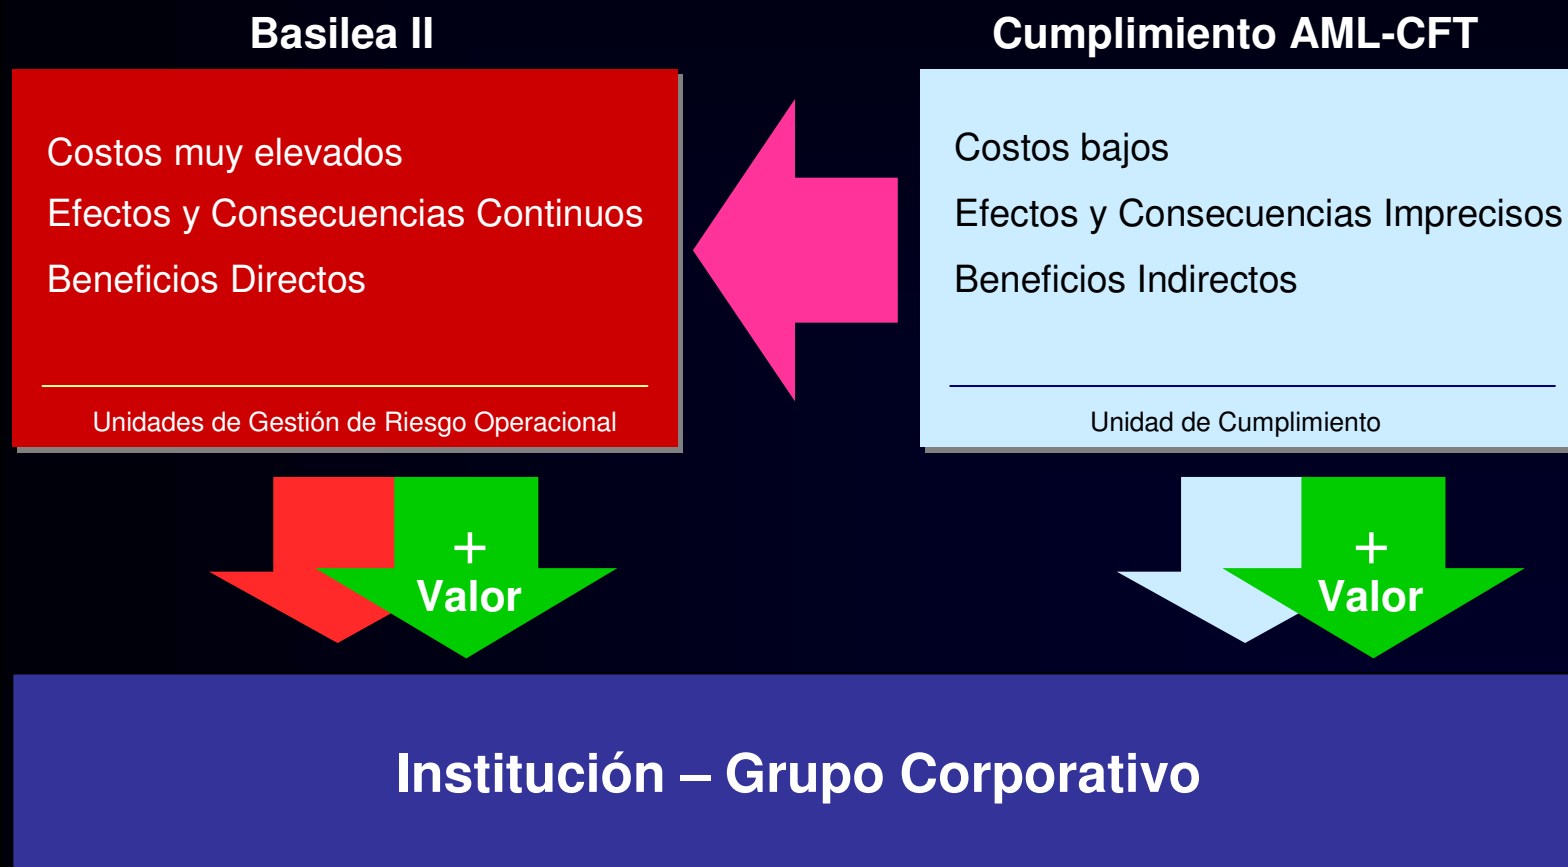 Basilea II
Costos muy elevados
Efectos y Consecuencias Continuos
Beneficios Directos
Unidades de Gestión de Riesgo Operacional
Cumplimiento AML-CFT
Costos bajos
Efectos y Consecuencias Imprecisos
Beneficios Indirectos
Unidad de Cumplimiento
+
Valor
+
Valor
Institución – Grupo Corporativo